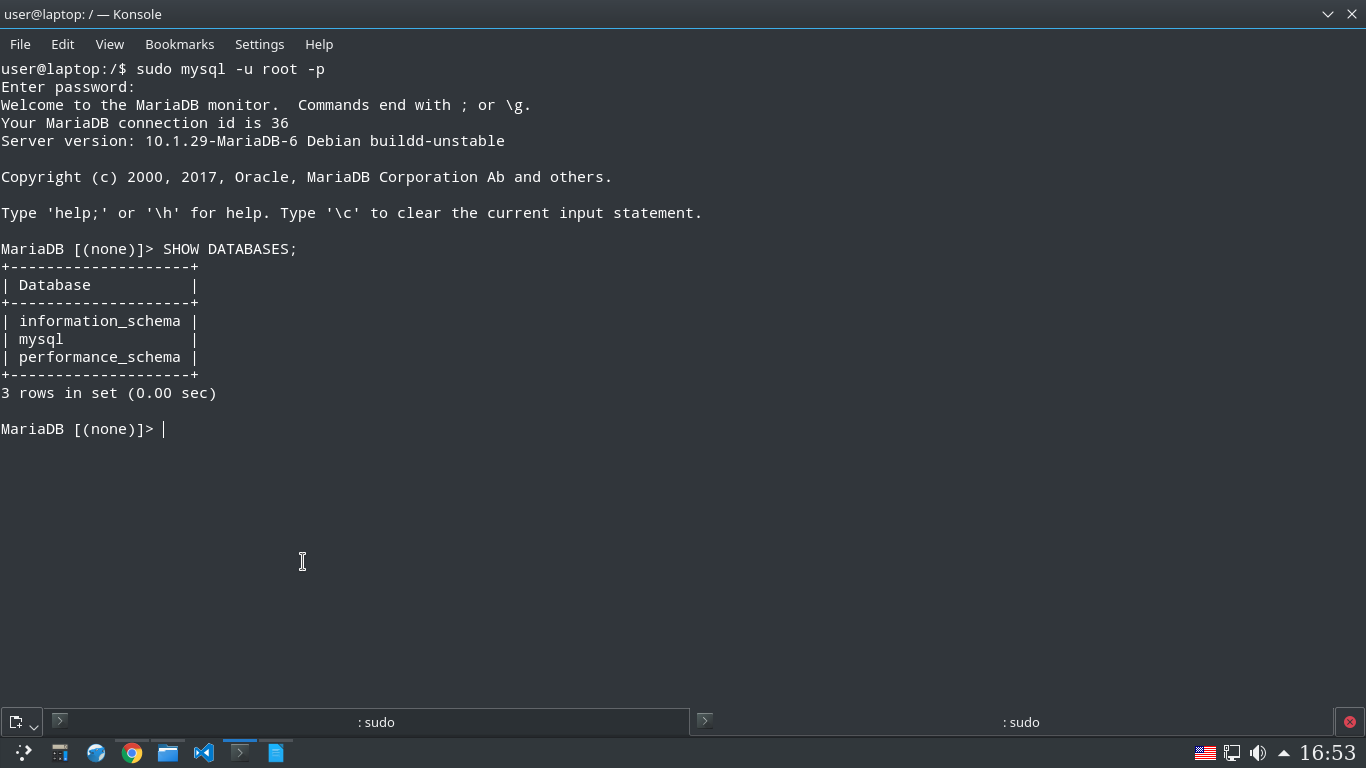 user@laptop: / — Konsole
File Edit View Bookmarks Settings Help
user@laptop:/$ sudo mysql -u root -p
Enter password:
Welcome to the MariaDB monitor.  Commands end with ; or \g.
Your MariaDB connection id is 36
Server version: 10.1.29-MariaDB-6 Debian buildd-unstable

Copyright (c) 2000, 2017, Oracle, MariaDB Corporation Ab and others.

Type 'help;' or '\h' for help. Type '\c' to clear the current input statement.

MariaDB [(none)]> SHOW DATABASES;
+--------------------+
| Database           |
+--------------------+
| information_schema |
| mysql              |
| performance_schema |
+--------------------+
3 rows in set (0.00 sec)

MariaDB [(none)]>
: sudo : sudo
16:53